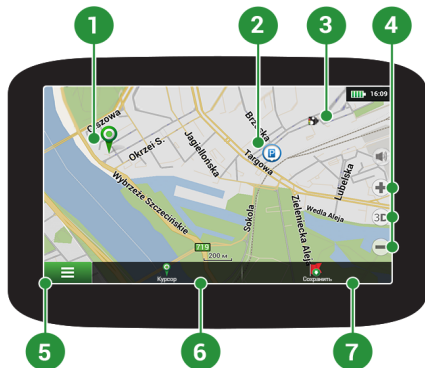 1
2
3
4
16:09
Olszowa
Okrzei S.
Jagiellońska
Brzeska
Targowa
P
Lubelska
Wybrzeże Szczecińskie
Wedla Aleja
3D
Sokola
Zieleniecka Aleja
719
200 м
Курсор
Сохранить
5
6
7